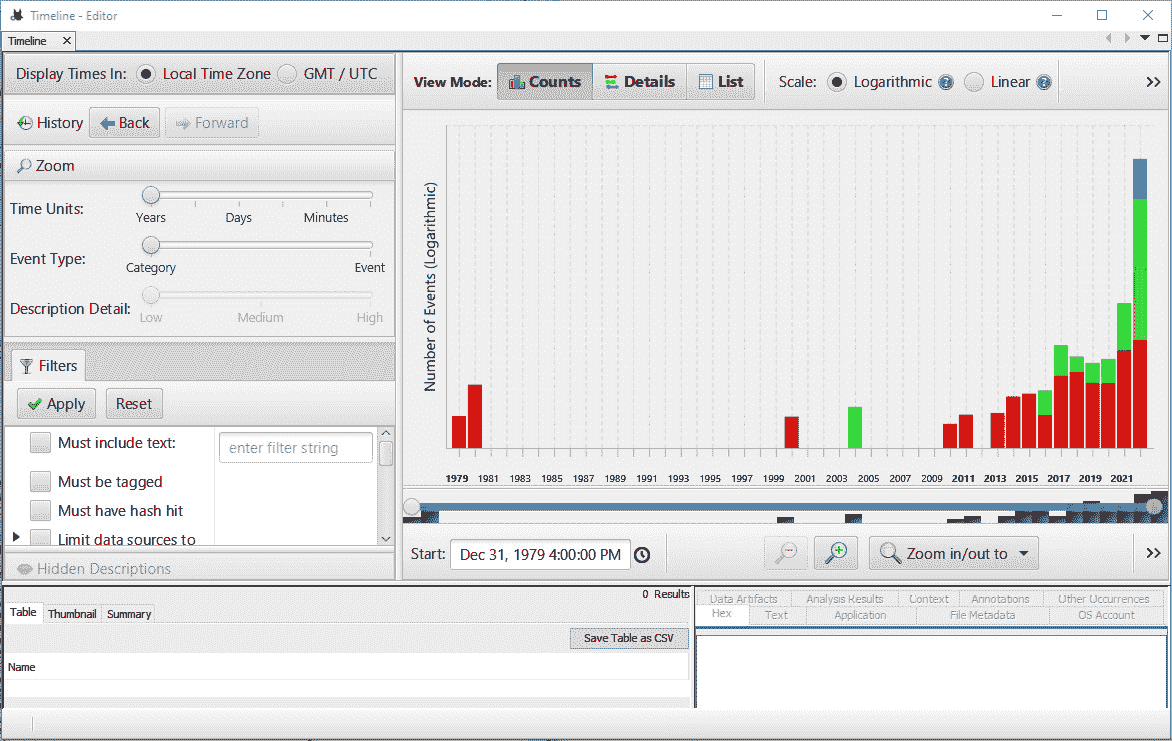 Timeline - Editor
Timeline
Display Times In: Local Time Zone GMT / UTC
History Back Forward
Zoom
Time Units:
Years Days Minutes
Event Type:
Category Event
Description Detail:
Low Medium High
Filters
Apply Reset
Must include text: enter filter string
Must be tagged
Must have hash hit
Limit data sources to
Hidden Descriptions
View Mode: Counts Details List Scale: Logarithmic Linear
Number of Events (Logarithmic)
1979 1981 1983 1985 1987 1989 1991 1993 1995 1997 1999 2001 2003 2005 2007 2009 2011 2013 2015 2017 2019 2021
Start: Dec 31, 1979 4:00:00 PM Zoom in/out to
0 Results
Table Thumbnail Summary
Save Table as CSV
Name
Data Artifacts Analysis Results Context Annotations Other Occurrences
Hex Text Application File Metadata OS Account